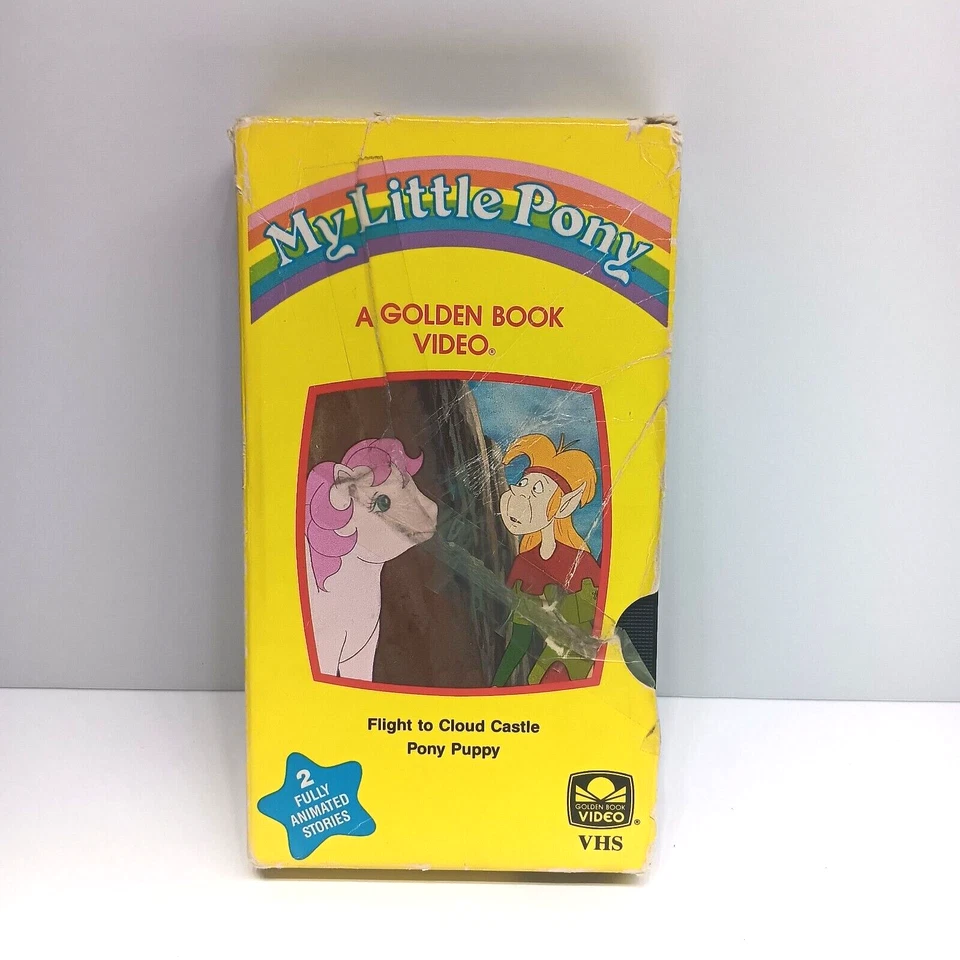 My Little Pony
A GOLDEN BOOK
VIDEO®
Flight to Cloud Castle
Pony Puppy
2
FULLY
ANIMATED
STORIES
GOLDEN BOOK
VIDEO®
VHS